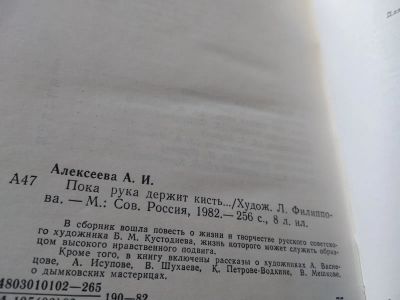 Алексеева А. И.
А47 Пока рука держит кисть.../Худож. Л. Филиппо-
ва. — М.: Сов. Россия, 1982.— 256 с., 8 л. ил.
В сборник вошла повесть о жизни и творчестве русского советско-
го художника Б. М. Кустодиева, жизнь которого может служить образ-
цом высокого нравственного подвига.
Кроме того, в книгу включены рассказы о художниках А. Васне-
цове, А. Исупове, В. Шухаеве, К. Петрове-Водкине, В. Мешкове,
о дымковских мастерицах.
4803010102—265
190—82